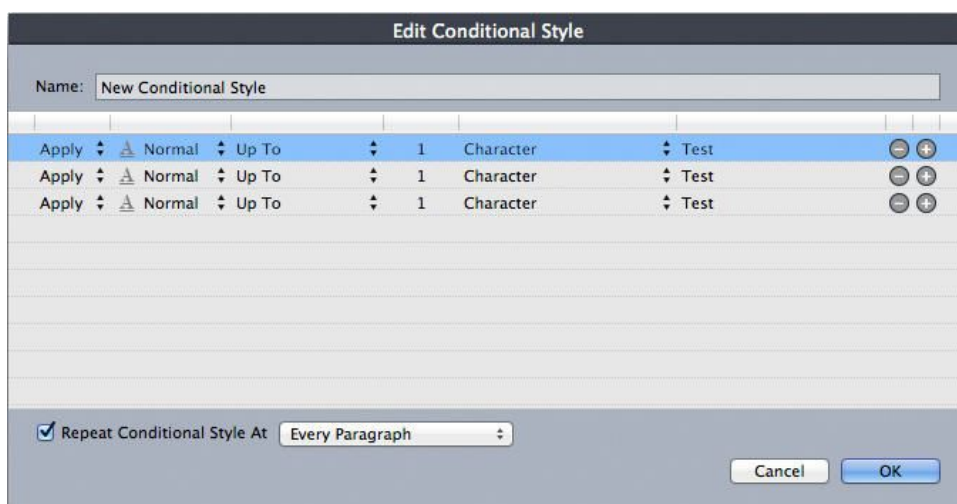 Edit Conditional Style
Name: New Conditional Style
Apply A Normal Up To 1 Character Test
Apply A Normal Up To 1 Character Test
Apply A Normal Up To 1 Character Test
Repeat Conditional Style At Every Paragraph
Cancel OK